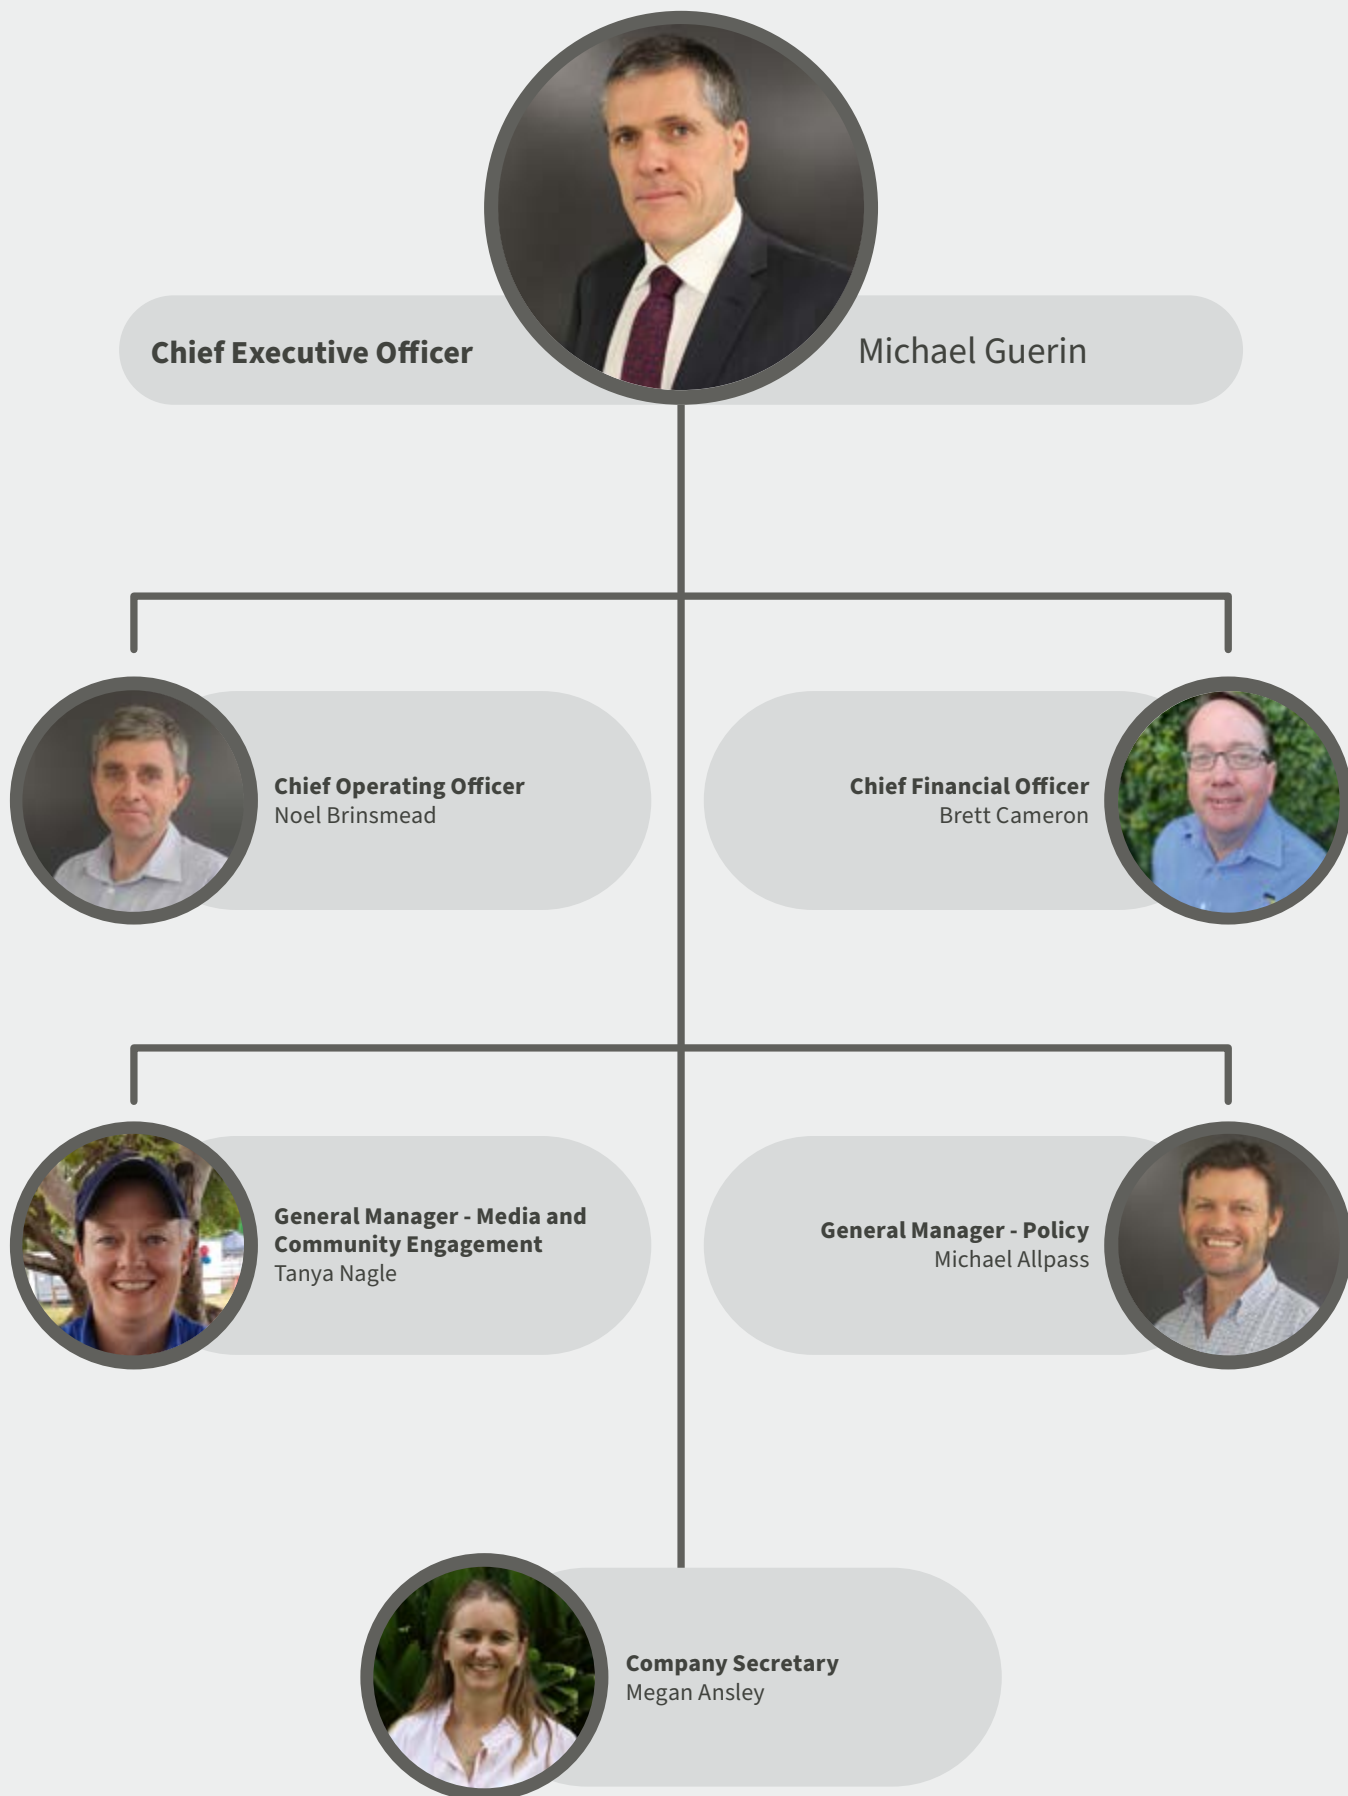 Chief Executive Officer
Michael Guerin
Chief Operating Officer
Noel Brinsmead
Chief Financial Officer
Brett Cameron
General Manager - Media and
Community Engagement
Tanya Nagle
General Manager - Policy
Michael Allpass
Company Secretary
Megan Ansley